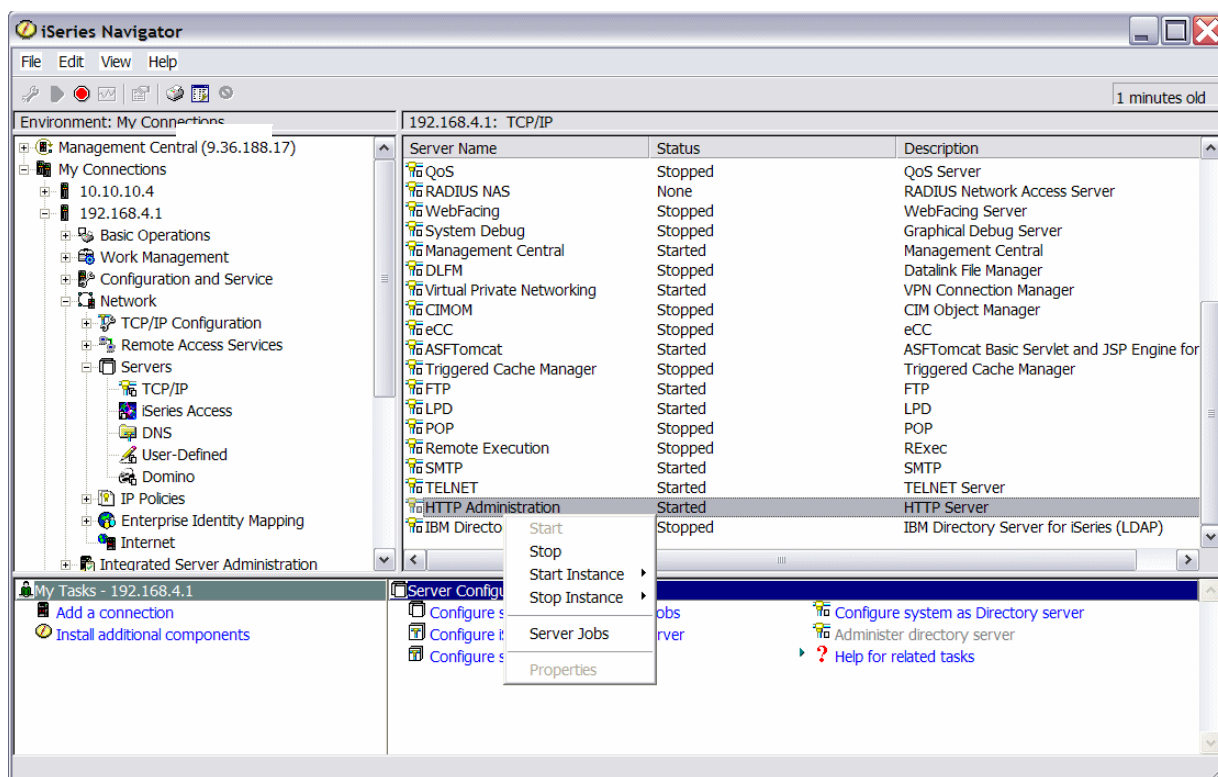 iSeries Navigator
File Edit View Help
1 minutes old
Environment: My Connections 192.168.4.1: TCP/IP
Management Central (9.36.188.17)
My Connections
10.10.10.4
192.168.4.1
Basic Operations
Work Management
Configuration and Service
Network
TCP/IP Configuration
Remote Access Services
Servers
TCP/IP
iSeries Access
DNS
User-Defined
Domino
IP Policies
Enterprise Identity Mapping
Internet
Integrated Server Administration
Server Name Status Description
QoS Stopped QoS Server
RADIUS NAS None RADIUS Network Access Server
WebFacing Stopped WebFacing Server
System Debug Stopped Graphical Debug Server
Management Central Started Management Central
DLFM Stopped Datalink File Manager
Virtual Private Networking Started VPN Connection Manager
CIMOM Stopped CIM Object Manager
eCC Stopped eCC
ASFTomcat Started ASFTomcat Basic Servlet and JSP Engine for
Triggered Cache Manager Stopped Triggered Cache Manager
FTP Started FTP
LPD Started LPD
POP Stopped POP
Remote Execution Stopped RExec
SMTP Started SMTP
TELNET Started TELNET Server
HTTP Administration Started HTTP Server
IBM Directo Stopped IBM Directory Server for iSeries (LDAP)
Start
Stop
Start Instance
Stop Instance
Server Jobs
Properties
My Tasks - 192.168.4.1
Add a connection
Install additional components
Server Configu
Configure s Jobs Configure system as Directory server
Configure i rver Administer directory server
Configure s Help for related tasks